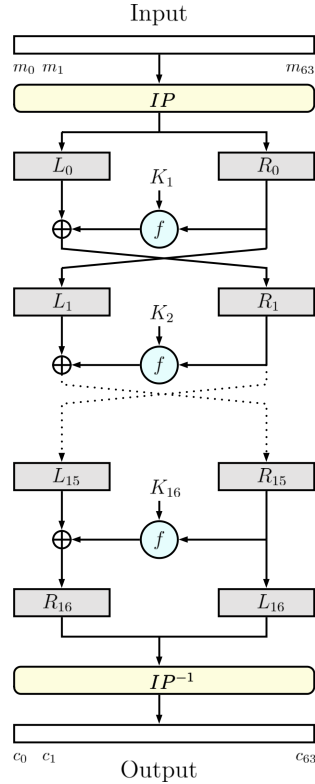 Input
m₀ m₁ m₆₃
IP
L₀ R₀
K₁
f
L₁ R₁
K₂
f
L₁₅ R₁₅
K₁₆
f
R₁₆ L₁₆
IP⁻¹
c₀ c₁ c₆₃
Output